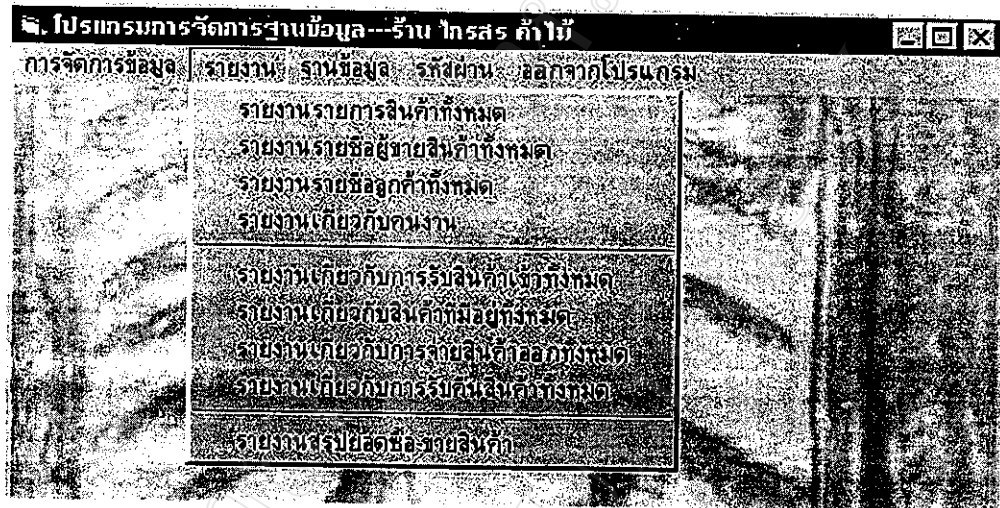 โปรแกรมการจัดการฐานข้อมูล---ร้าน ไกรสร ค้าไม้
การจัดการข้อมูล รายงาน ฐานข้อมูล รหัสผ่าน ออกจากโปรแกรม
รายงานรายการสินค้าทั้งหมด
รายงานรายชื่อผู้ขายสินค้าทั้งหมด
รายงานรายชื่อลูกค้าทั้งหมด
รายงานเกี่ยวกับคนงาน
รายงานเกี่ยวกับการรับสินค้าเข้าทั้งหมด
รายงานเกี่ยวกับสินค้าที่มีอยู่ทั้งหมด
รายงานเกี่ยวกับการจ่ายสินค้าออกทั้งหมด
รายงานเกี่ยวกับการรับคืนสินค้าทั้งหมด
รายงานสรุปยอดซื้อ-ขายสินค้า